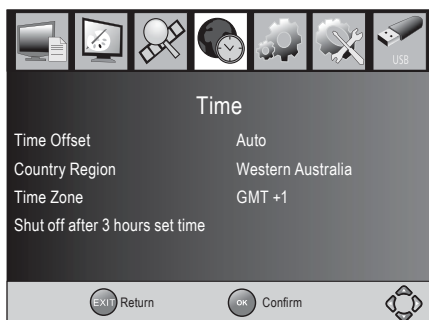 USB
Time
Time Offset Auto
Country Region Western Australia
Time Zone GMT +1
Shut off after 3 hours set time
EXIT Return OK Confirm